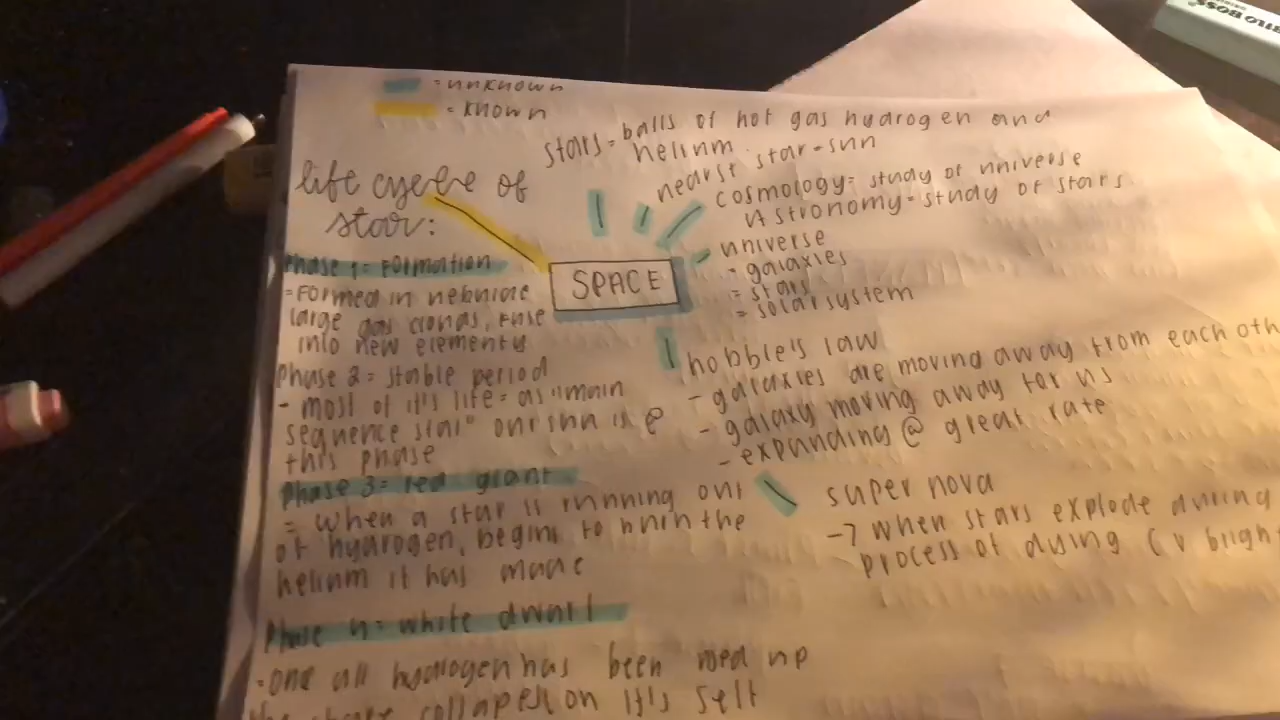 = unknown
= known
stars = balls of hot gas hydrogen and
helium.
nearst star = sun
cosmology = study of universe
Astronomy = study of stars
universe
= galaxies
= stars
= solar system
life cycle of
star:
SPACE
Phase 1 = Formation
= Formed in nebulae
large gas clouds, fuse
into new elements
Phase 2 = stable period
- most of it's life = as "main
sequence star" our sun is @
this phase
Phase 3 = red giant
= when a star is running out
of hydrogen, begins to burn the
helium it has made
Phase 4 = white dwarf
= one all hydrogen has been used up
collapses on it's self
hobble's law
- galaxies are moving away from each oth
- galaxy moving away for us
- expanding @ great rate
super nova
-> when stars explode during
process of dying (v brigh
BOSS